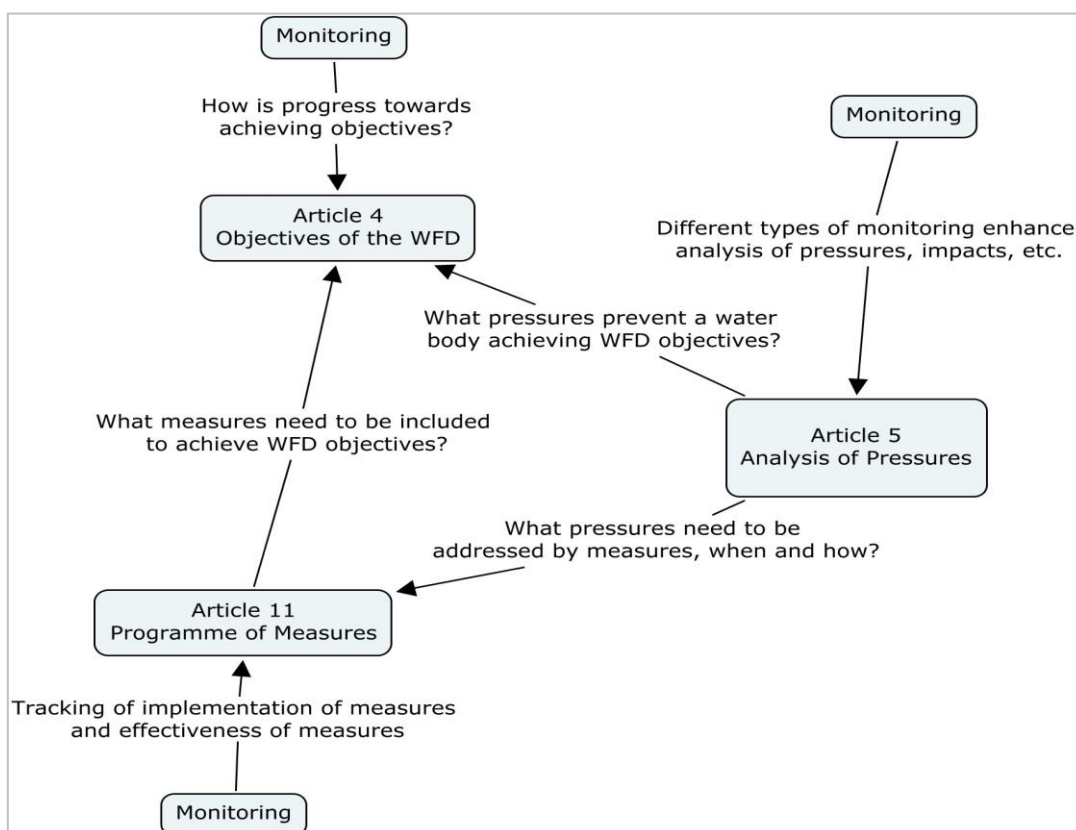 Monitoring
How is progress towards
achieving objectives?
Monitoring
Article 4
Objectives of the WFD
Different types of monitoring enhance
analysis of pressures, impacts, etc.
What pressures prevent a water
body achieving WFD objectives?
What measures need to be included
to achieve WFD objectives?
Article 5
Analysis of Pressures
What pressures need to be
addressed by measures, when and how?
Article 11
Programme of Measures
Tracking of implementation of measures
and effectiveness of measures
Monitoring